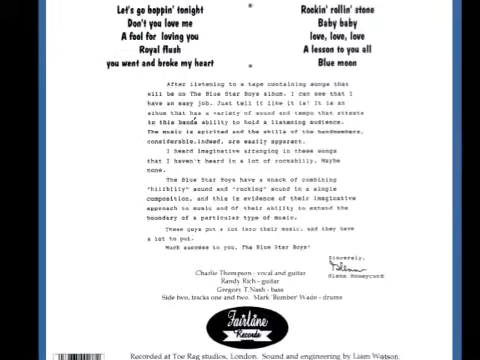 Let's go boppin' tonight
Don't you love me
A fool for loving you
Royal flush
you went and broke my heart
Rockin' rollin' stone
Baby baby
love, love, love
A lesson to you all
Blue moon
After listening to a tape containing songs that
will be on The Blue Star Boys album, I can see that I
have an easy job. Just tell it like it is! It is an
album that has a variety of sound and tempo that attests
to this bands ability to hold a listening audience.
The music is spirited and the skills of the bandmembers,
considerable,indeed, are easily apparent.
I heard imaginative arranging in these songs
that I haven't heard in a lot of rockabilly. Maybe
none.
The Blue Star Boys have a knack of combining
"hillbilly" sound and "rocking" sound in a single
composition, and this is evidence of their imaginative
approach to music and of their ability to extend the
boundary of a particular type of music.
These guys put a lot into their music, and they have
a lot to put.
Much success to you, The Blue Star Boys!
Sincerely,
Glenn
Glenn Honeycutt
Charlie Thompson - vocal and guitar
Randy Rich - guitar
Gregory T.Nash - bass
Side two, tracks one and two. Mark 'Bomber' Wade - drums
Fairlane
Records
Recorded at Toe Rag studios, London. Sound and engineering by Liam Watson.